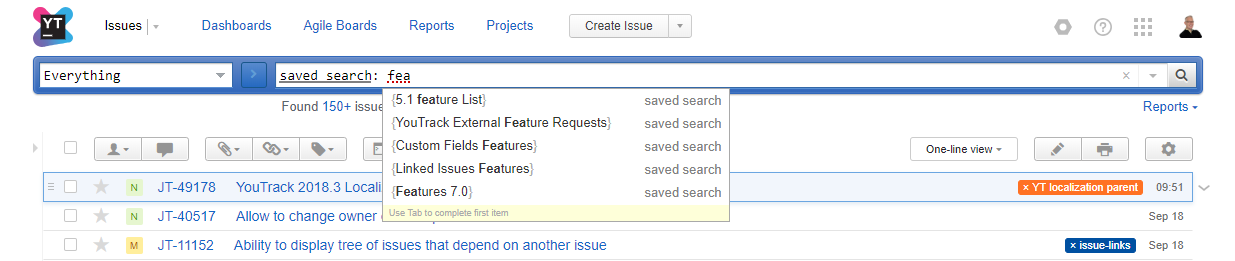 YT Issues Dashboards Agile Boards Reports Projects Create Issue
Everything saved search: fea
Found 150+ issue Reports
{5.1 feature List} saved search
{YouTrack External Feature Requests} saved search
{Custom Fields Features} saved search
{Linked Issues Features} saved search
{Features 7.0} saved search
Use Tab to complete first item
One-line view
N JT-49178 YouTrack 2018.3 Locali × YT localization parent 09:51
N JT-40517 Allow to change owner Sep 18
M JT-11152 Ability to display tree of issues that depend on another issue × issue-links Sep 18